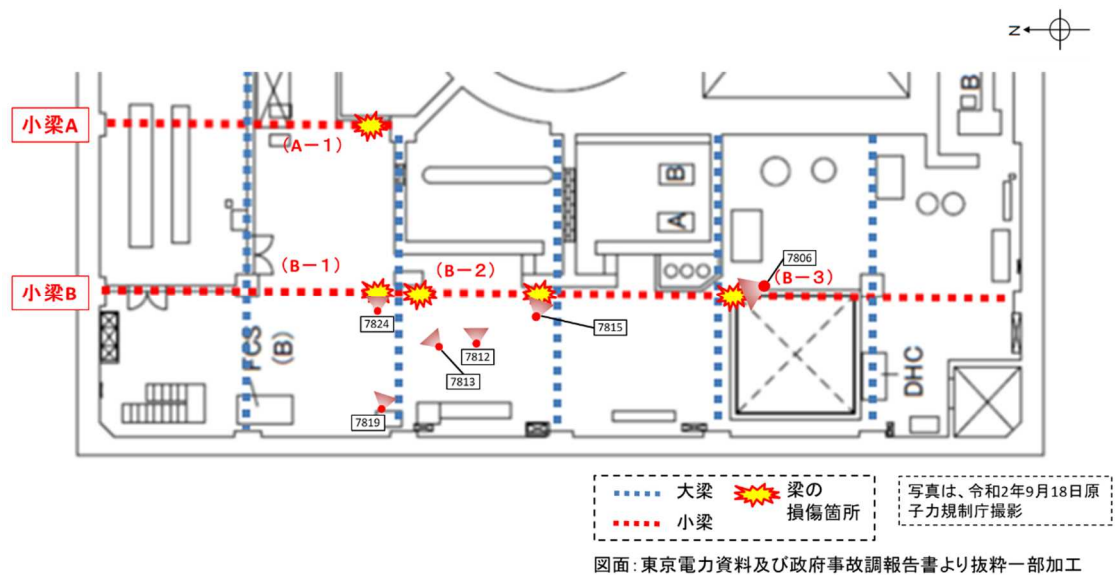 N
小梁A
(A-1)
B
B
A
7806
小梁B
(B-1)
(B-2)
(B-3)
7824
7815
7812
7813
FCS
(B)
DHC
7819
大梁
小梁
梁の
損傷箇所
写真は、令和2年9月18日原
子力規制庁撮影
図面：東京電力資料及び政府事故調報告書より抜粋一部加工